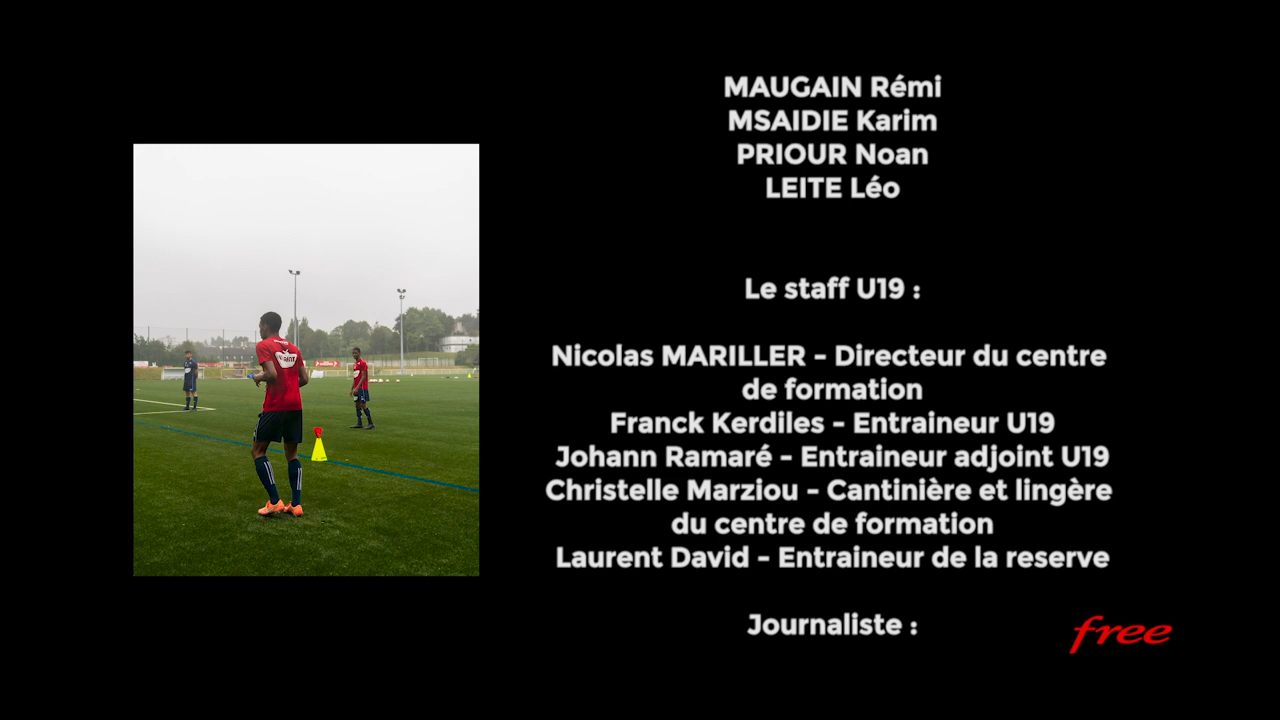 MAUGAIN Rémi
MSAIDIE Karim
PRIOUR Noan
LEITE Léo
Le staff U19 :
Nicolas MARILLER - Directeur du centre
de formation
Franck Kerdiles - Entraineur U19
Johann Ramaré - Entraineur adjoint U19
Christelle Marziou - Cantinière et lingère
du centre de formation
Laurent David - Entraineur de la reserve
Journaliste :
free